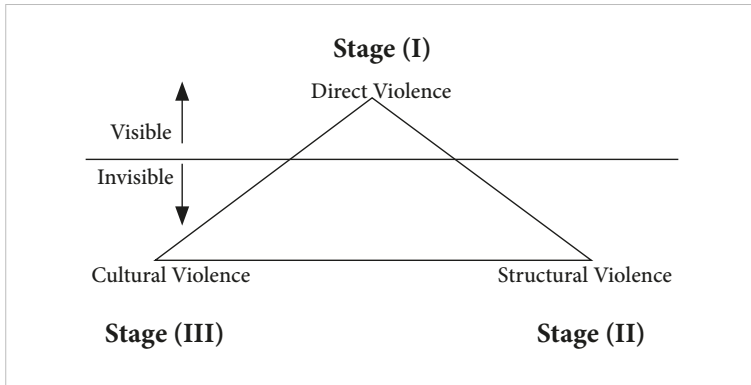 Stage (I)
Direct Violence
Visible
Invisible
Cultural Violence
Structural Violence
Stage (III)
Stage (II)